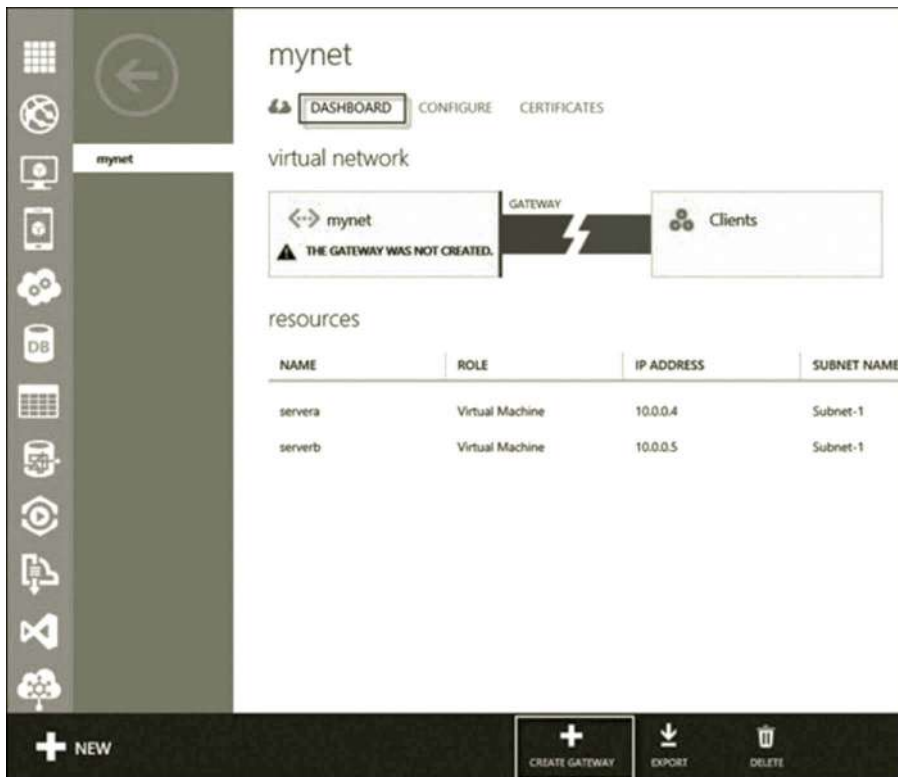 mynet
DASHBOARD CONFIGURE CERTIFICATES
mynet
virtual network
mynet
GATEWAY
Clients
THE GATEWAY WAS NOT CREATED.
resources
NAME ROLE IP ADDRESS SUBNET NAME
servera Virtual Machine 10.0.0.4 Subnet-1
serverb Virtual Machine 10.0.0.5 Subnet-1
DB
NEW
CREATE GATEWAY
EXPORT
DELETE